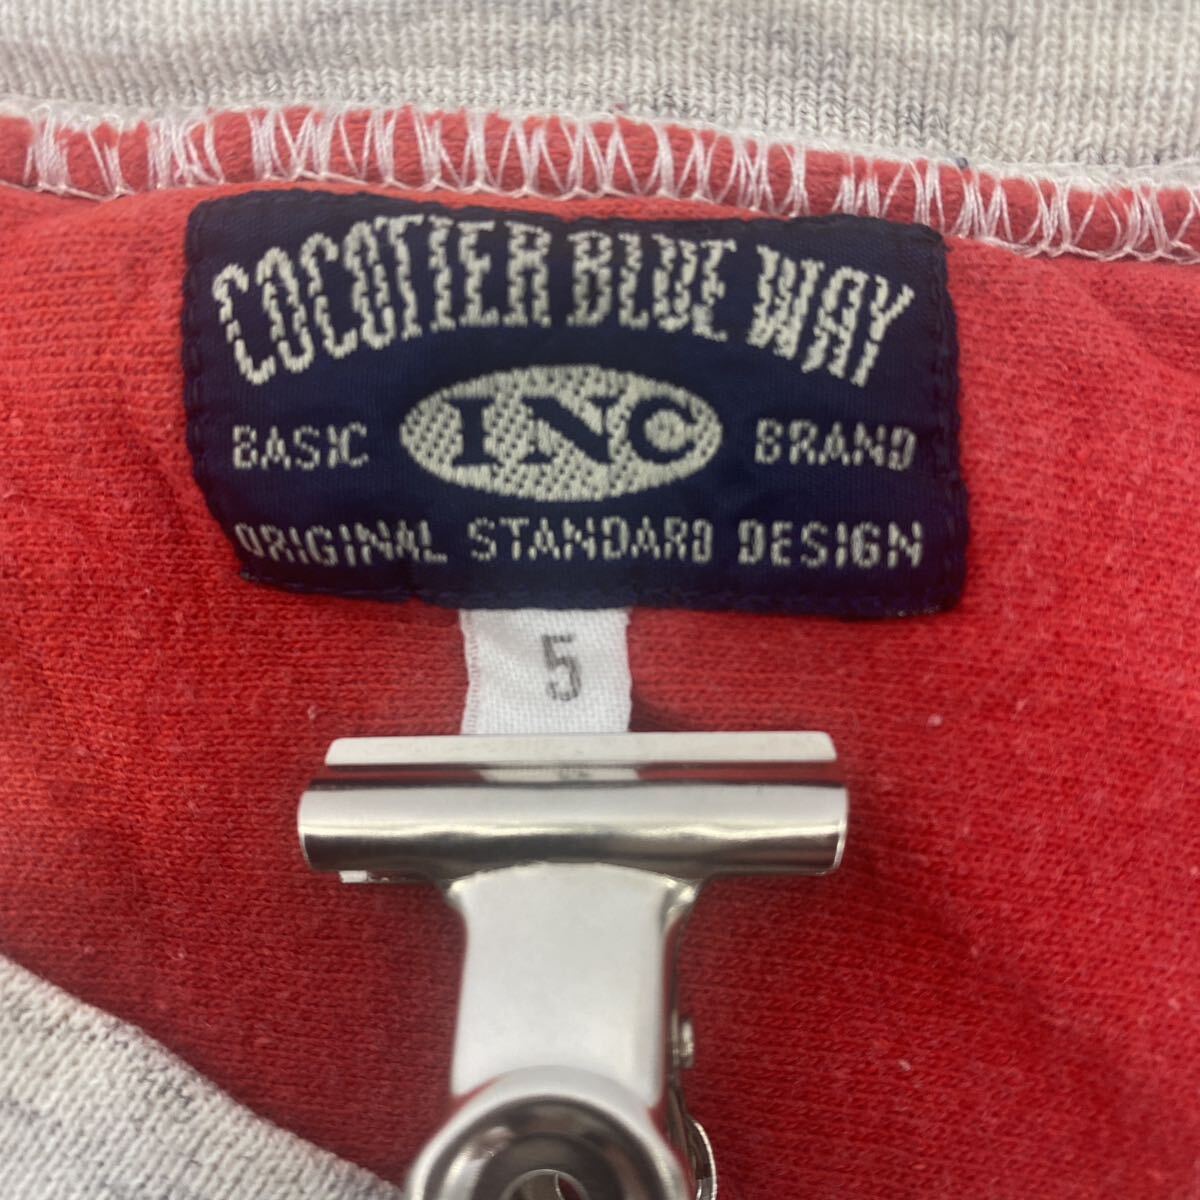 COCOTIER BLUE WAY
BASIC INC BRAND
ORIGINAL STANDARD DESIGN
5